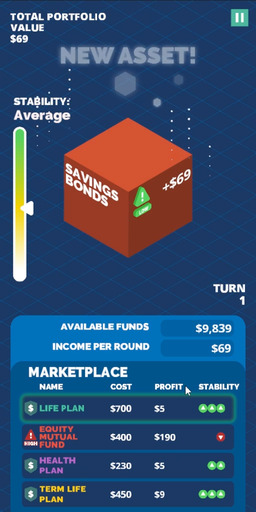 TOTAL PORTFOLIO
VALUE
$69
NEW ASSET!
STABILITY:
Average
SAVINGS
BONDS
LOW
+$69
TURN
1
AVAILABLE FUNDS $9,839
INCOME PER ROUND $69
MARKETPLACE
NAME COST PROFIT STABILITY
$ LIFE PLAN $700 $5
EQUITY
MUTUAL
FUND $400 $190
HIGH
$ HEALTH
PLAN $230 $5
$ TERM LIFE
PLAN $450 $9